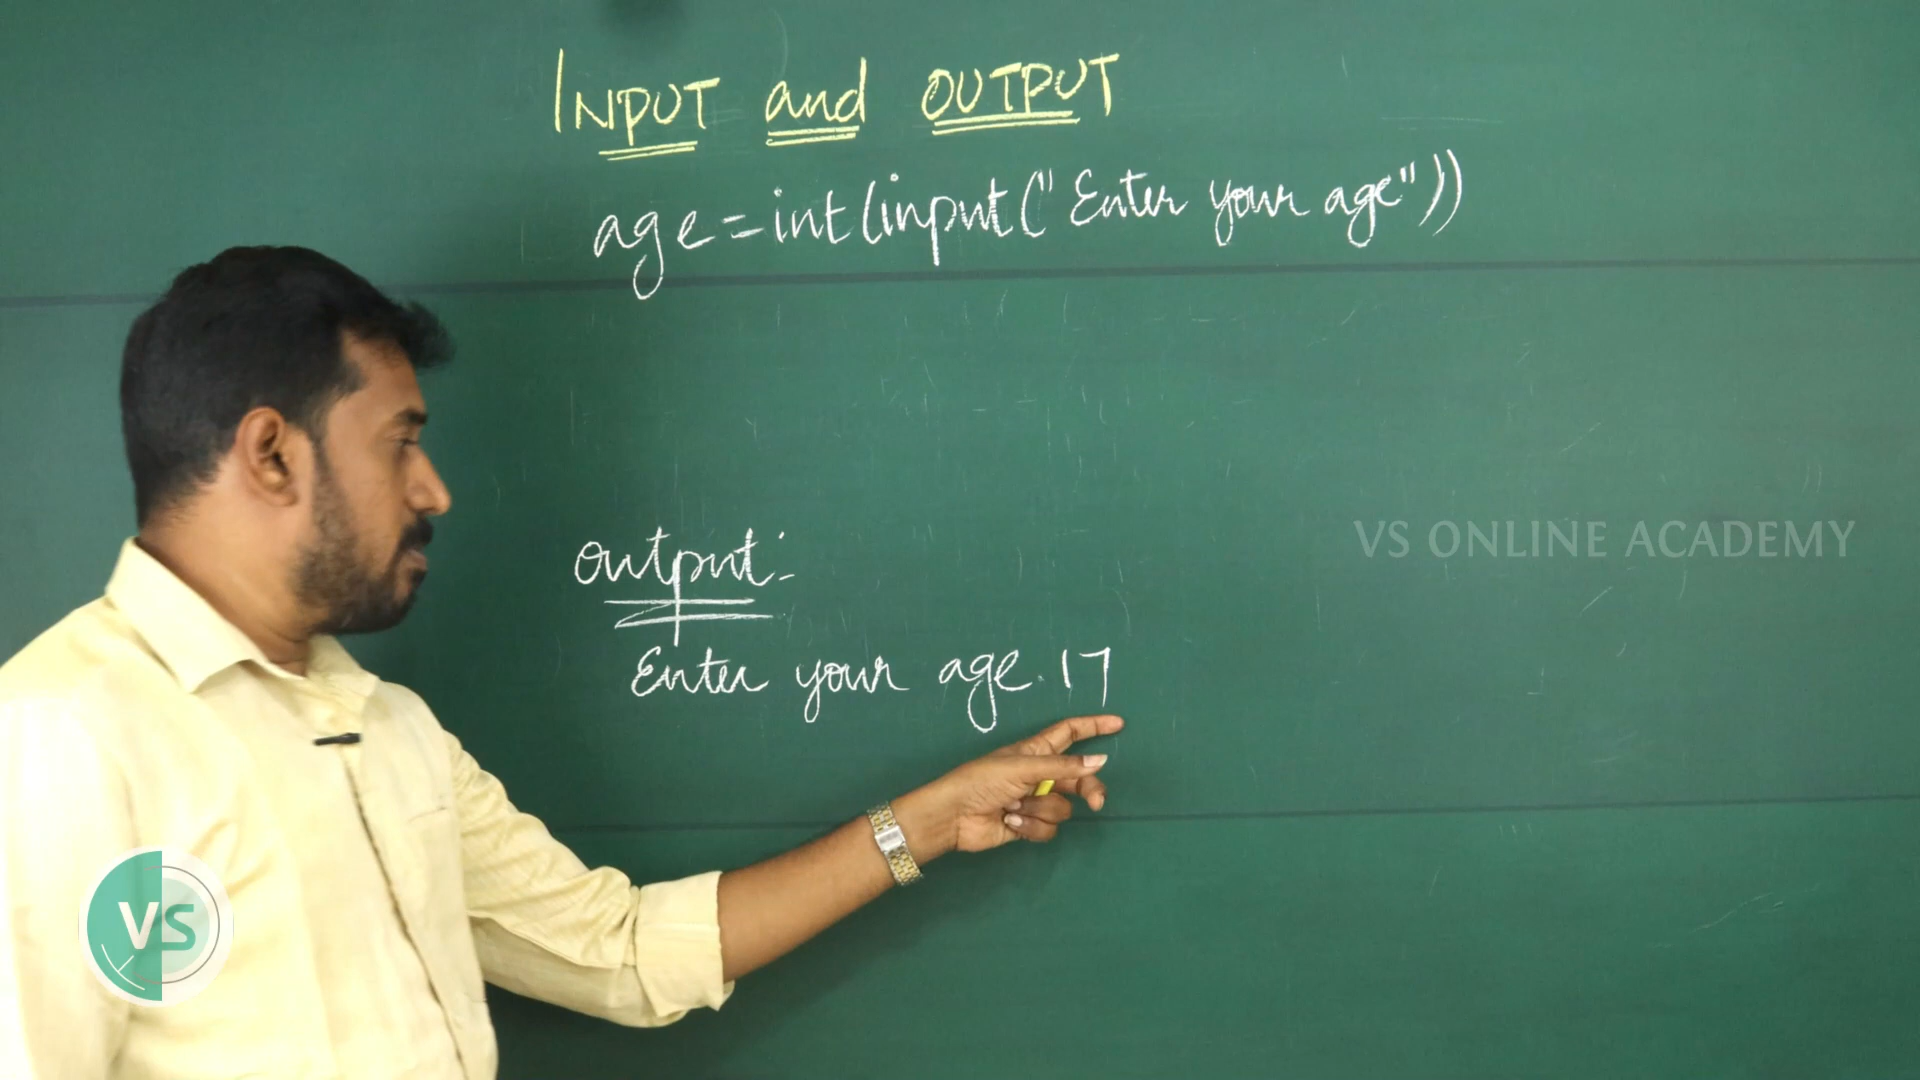 INPUT and OUTPUT
age=int(input("Enter your age"))
output:-
Enter your age.17
VS ONLINE ACADEMY
VS